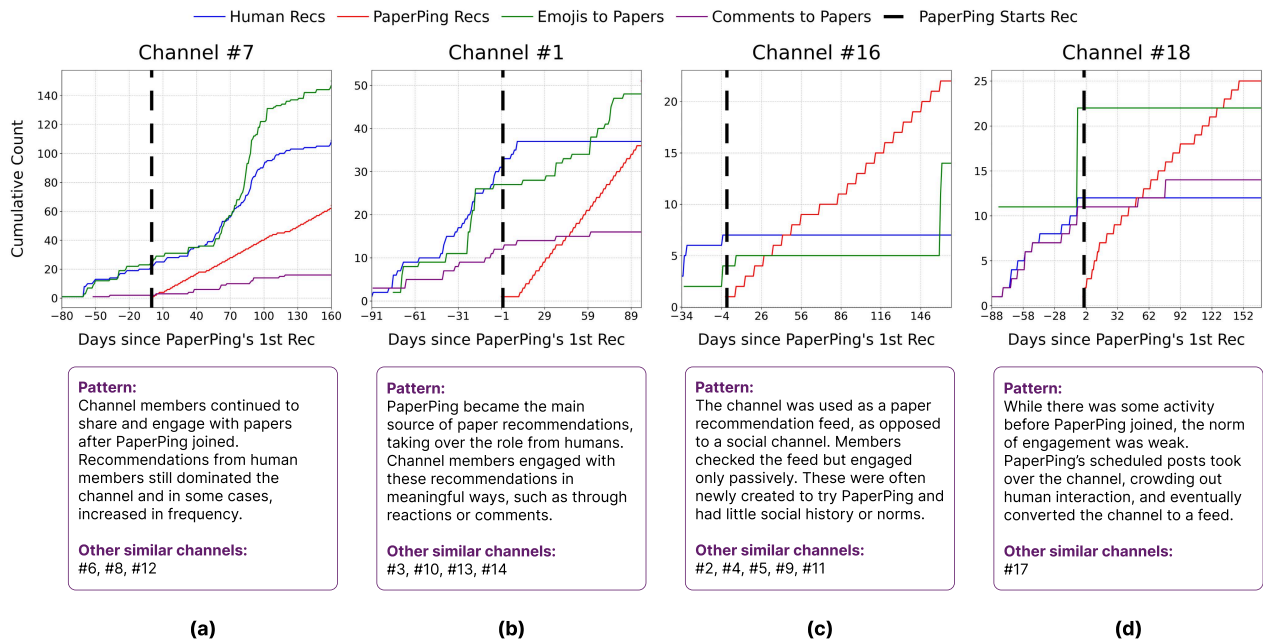 Human Recs PaperPing Recs Emojis to Papers Comments to Papers PaperPing Starts Rec
Channel #7
Cumulative Count
140
120
100
80
60
40
20
0
−80 −50 −20 10 40 70 100 130 160
Days since PaperPing's 1st Rec
Pattern:
Channel members continued to
share and engage with papers
after PaperPing joined.
Recommendations from human
members still dominated the
channel and in some cases,
increased in frequency.
Other similar channels:
#6, #8, #12
(a)
Channel #1
50
40
30
20
10
0
−91 −61 −31 −1 29 59 89
Days since PaperPing's 1st Rec
Pattern:
PaperPing became the main
source of paper recommendations,
taking over the role from humans.
Channel members engaged with
these recommendations in
meaningful ways, such as through
reactions or comments.
Other similar channels:
#3, #10, #13, #14
(b)
Channel #16
20
15
10
5
0
−34 −4 26 56 86 116 146
Days since PaperPing's 1st Rec
Pattern:
The channel was used as a paper
recommendation feed, as opposed
to a social channel. Members
checked the feed but engaged
only passively. These were often
newly created to try PaperPing and
had little social history or norms.
Other similar channels:
#2, #4, #5, #9, #11
(c)
Channel #18
25
20
15
10
5
0
−88 −58 −28 2 32 62 92 122 152
Days since PaperPing's 1st Rec
Pattern:
While there was some activity
before PaperPing joined, the norm
of engagement was weak.
PaperPing’s scheduled posts took
over the channel, crowding out
human interaction, and eventually
converted the channel to a feed.
Other similar channels:
#17
(d)